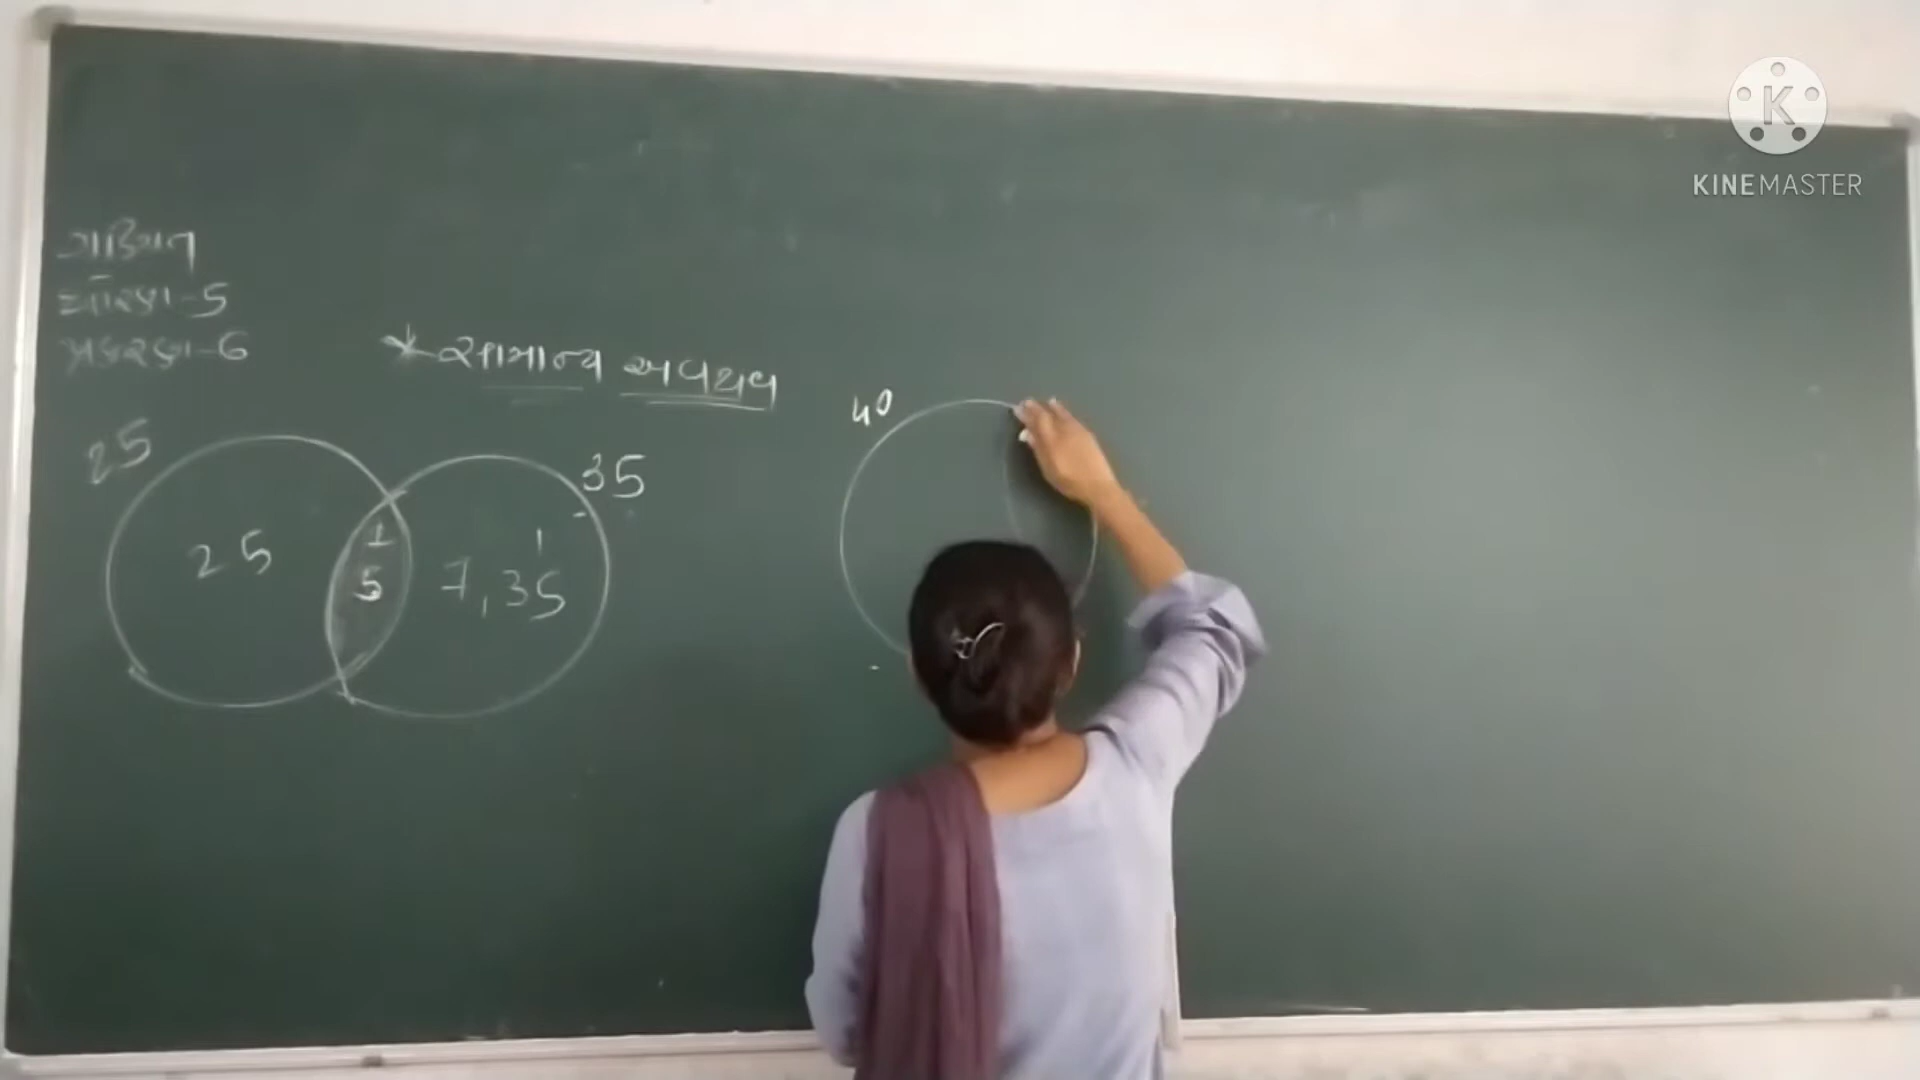 ગણિત
ધોરણ-5
પ્રકરણ-6
* સામાન્ય અવયવ
25
35
25
1
5
1
7, 35
40
K
KINEMASTER